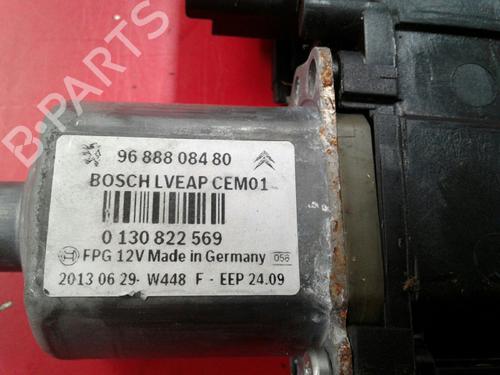 B-PARTS
96 888 084 80
BOSCH LVEAP CEM01
0 130 822 569
FPG 12V Made in Germany 056
2013 06 29- W448 F - EEP 24.09